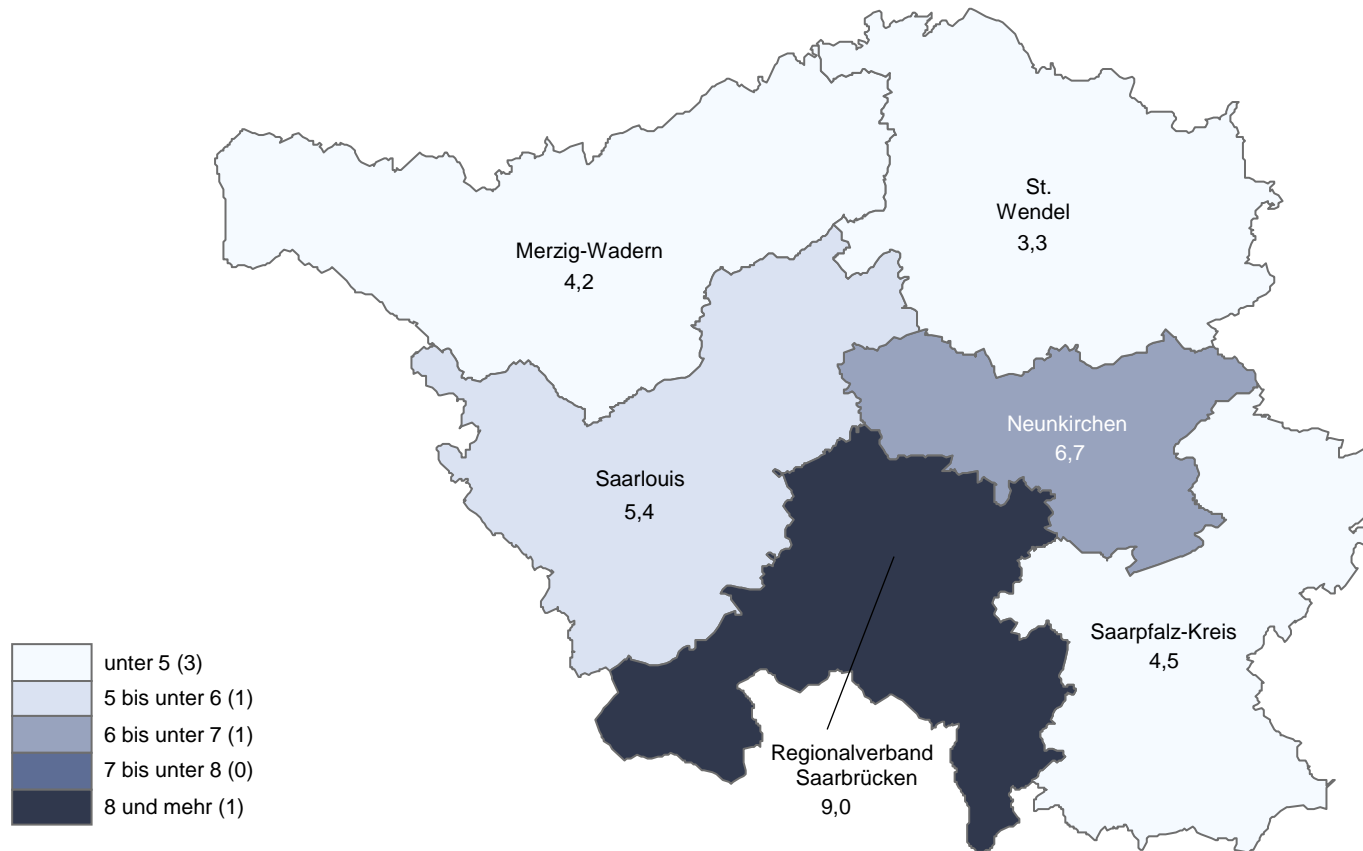 St.
Wendel
3,3
Merzig-Wadern
4,2
Neunkirchen
6,7
Saarlouis
5,4
Saarpfalz-Kreis
4,5
Regionalverband
Saarbrücken
9,0
unter 5 (3)
5 bis unter 6 (1)
6 bis unter 7 (1)
7 bis unter 8 (0)
8 und mehr (1)